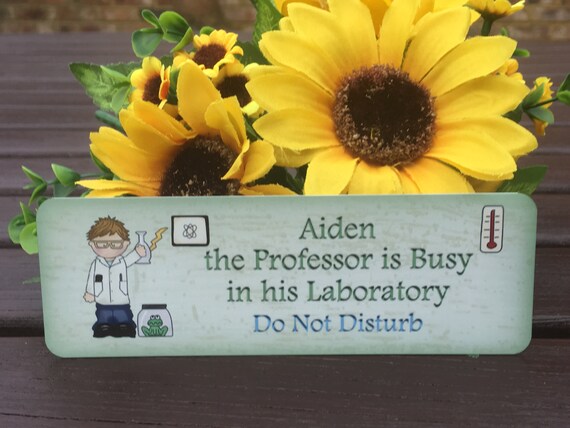 Aiden
the Professor is Busy
in his Laboratory
Do Not Disturb